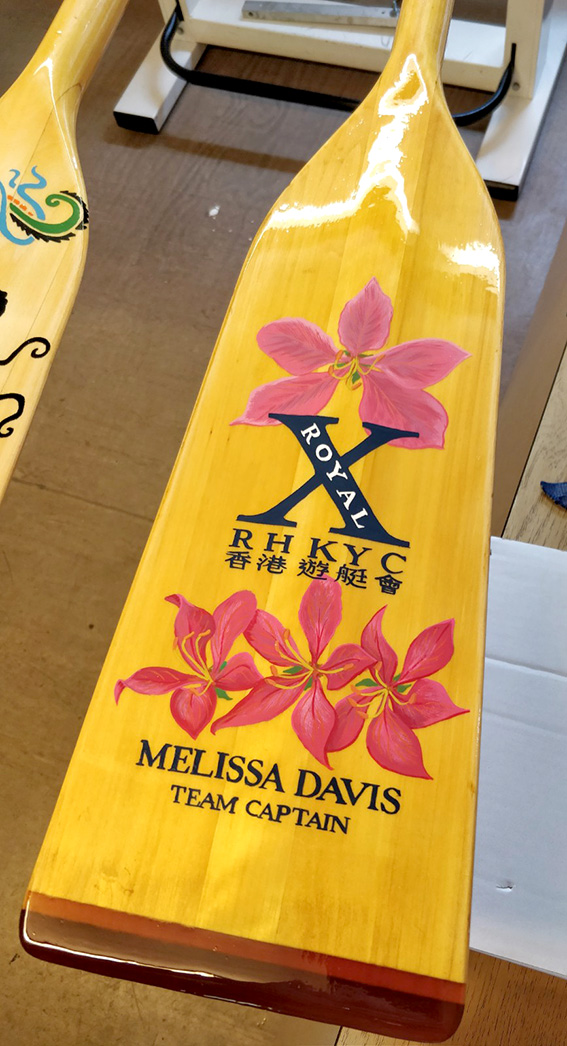 ROYAL
X
RHKYC
香港遊艇會
MELISSA DAVIS
TEAM CAPTAIN